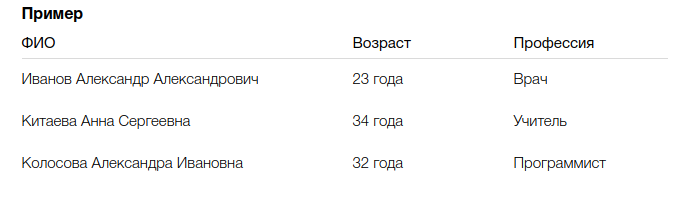 Пример
ФИО Возраст Профессия
Иванов Александр Александрович 23 года Врач
Китаева Анна Сергеевна 34 года Учитель
Колосова Александра Ивановна 32 года Программист